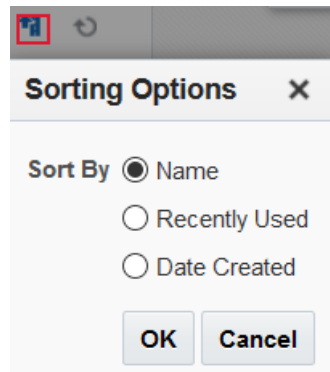 Sorting Options
Sort By Name
Recently Used
Date Created
OK Cancel